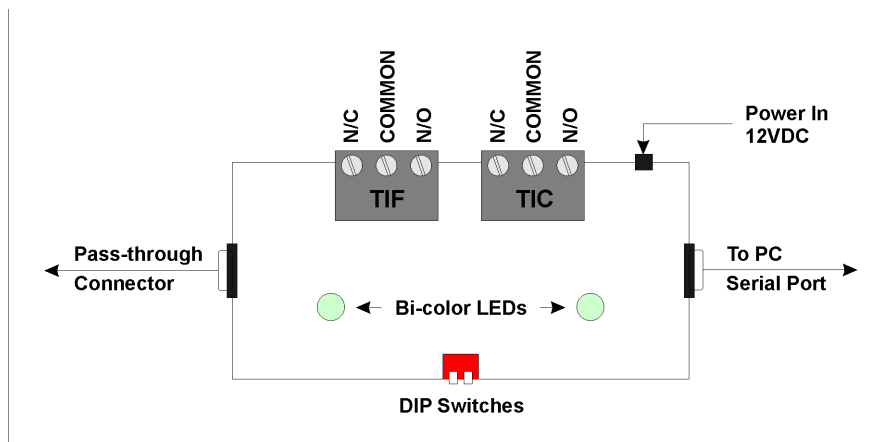 N/C
COMMON
N/O
N/C
COMMON
N/O
Power In
12VDC
TIF
TIC
Pass-through
Connector
To PC
Serial Port
Bi-color LEDs
DIP Switches